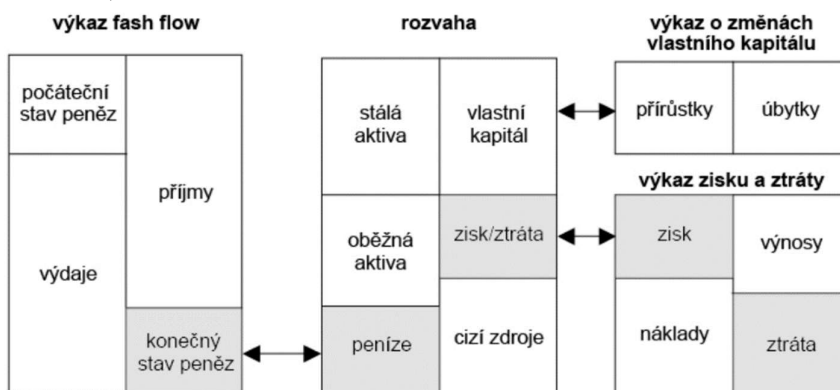 výkaz fash flow
počáteční
stav peněz
výdaje
příjmy
konečný
stav peněz
rozvaha
stálá
aktiva
vlastní
kapitál
oběžná
aktiva
zisk/ztráta
peníze
cizí zdroje
výkaz o změnách
vlastního kapitálu
přírůstky
úbytky
výkaz zisku a ztráty
zisk
výnosy
náklady
ztráta